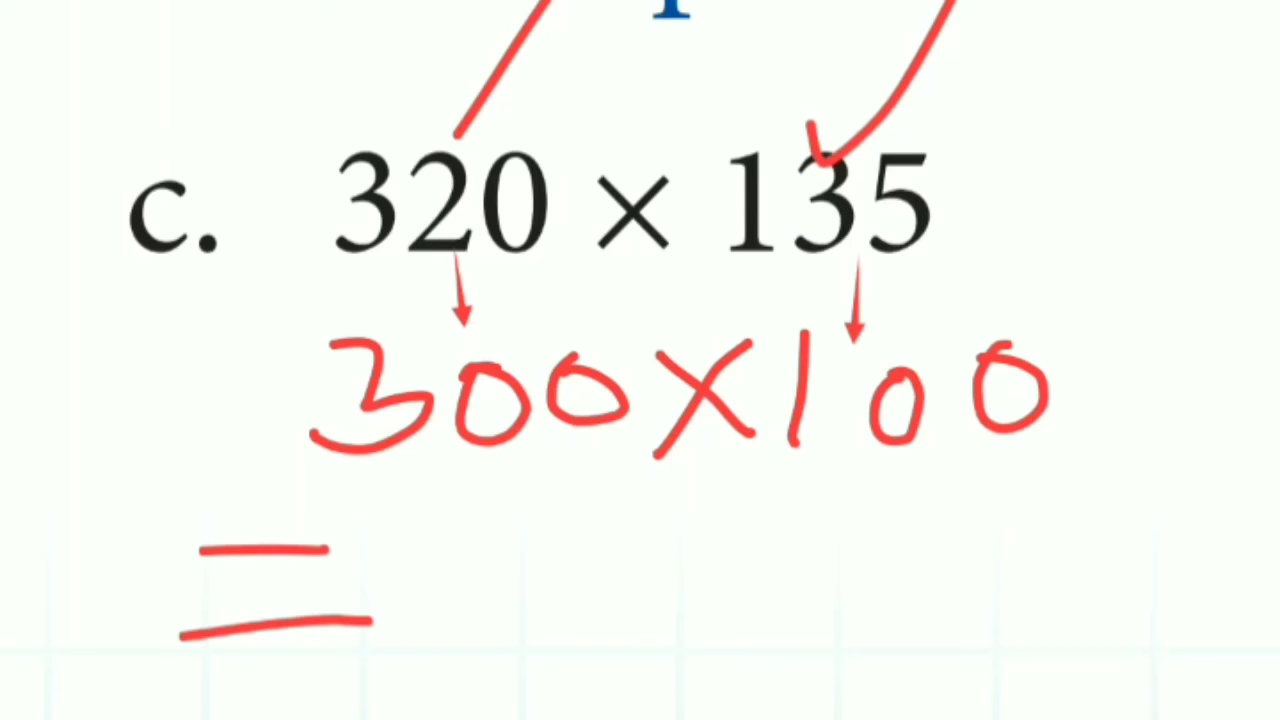 c. 320 × 135
300×100
=